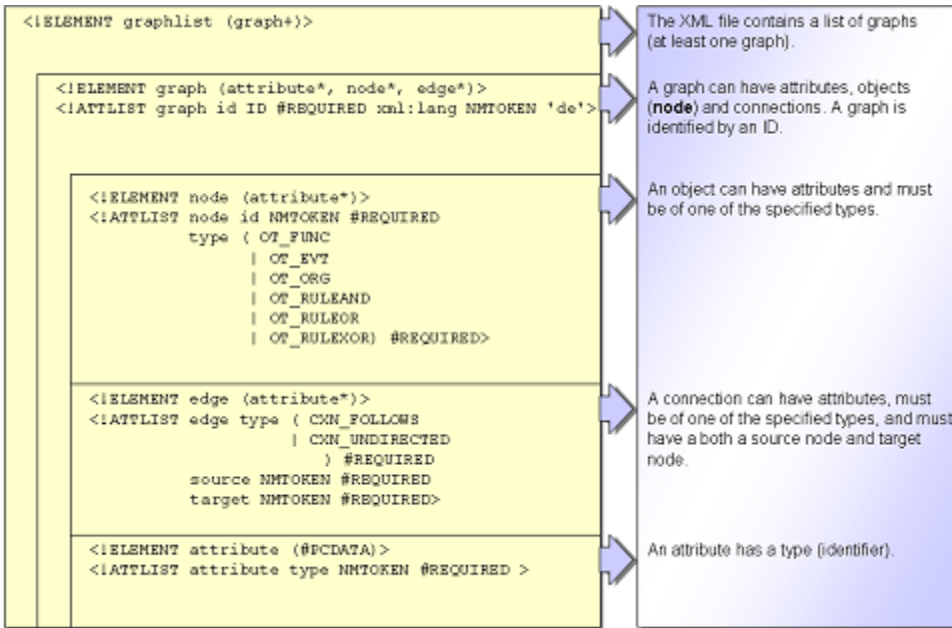 <!ELEMENT graphlist (graph+)>
The XML file contains a list of graphs
(at least one graph).
<!ELEMENT graph (attribute*, node*, edge*)>
<!ATTLIST graph id ID #REQUIRED xml:lang NMTOKEN 'de'>
A graph can have attributes, objects
(node) and connections. A graph is
identified by an ID.
<!ELEMENT node (attribute*)>
<!ATTLIST node id NMTOKEN #REQUIRED
type ( OT_FUNC
| OT_EVT
| OT_ORG
| OT_RULEAND
| OT_RULEOR
| OT_RULEXOR) #REQUIRED>
An object can have attributes and must
be of one of the specified types.
<!ELEMENT edge (attribute*)>
<!ATTLIST edge type ( CXN_FOLLOWS
| CXN_UNDIRECTED
) #REQUIRED
source NMTOKEN #REQUIRED
target NMTOKEN #REQUIRED>
A connection can have attributes, must
be of one of the specified types, and must
have a both a source node and target
node.
<!ELEMENT attribute (#PCDATA)>
<!ATTLIST attribute type NMTOKEN #REQUIRED >
An attribute has a type (identifier).